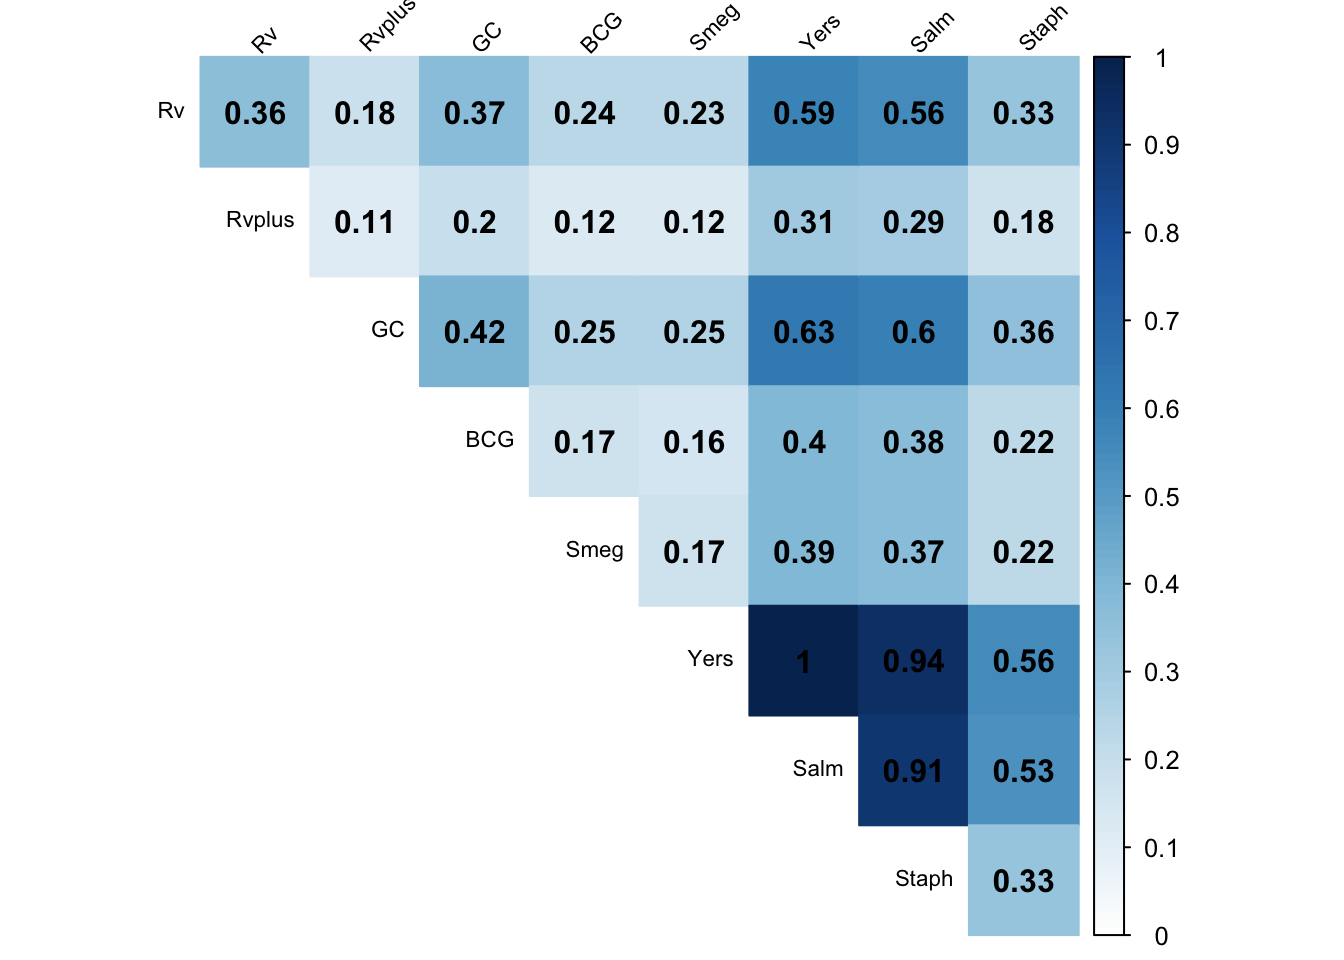 Rv Rvplus GC BCG Smeg Yers Salm Staph
1
Rv 0.36 0.18 0.37 0.24 0.23 0.59 0.56 0.33
0.9
Rvplus 0.11 0.2 0.12 0.12 0.31 0.29 0.18
0.8
0.7
GC 0.42 0.25 0.25 0.63 0.6 0.36
0.6
BCG 0.17 0.16 0.4 0.38 0.22
0.5
Smeg 0.17 0.39 0.37 0.22
0.4
Yers 1 0.94 0.56
0.3
0.2
Salm 0.91 0.53
0.1
Staph 0.33
0